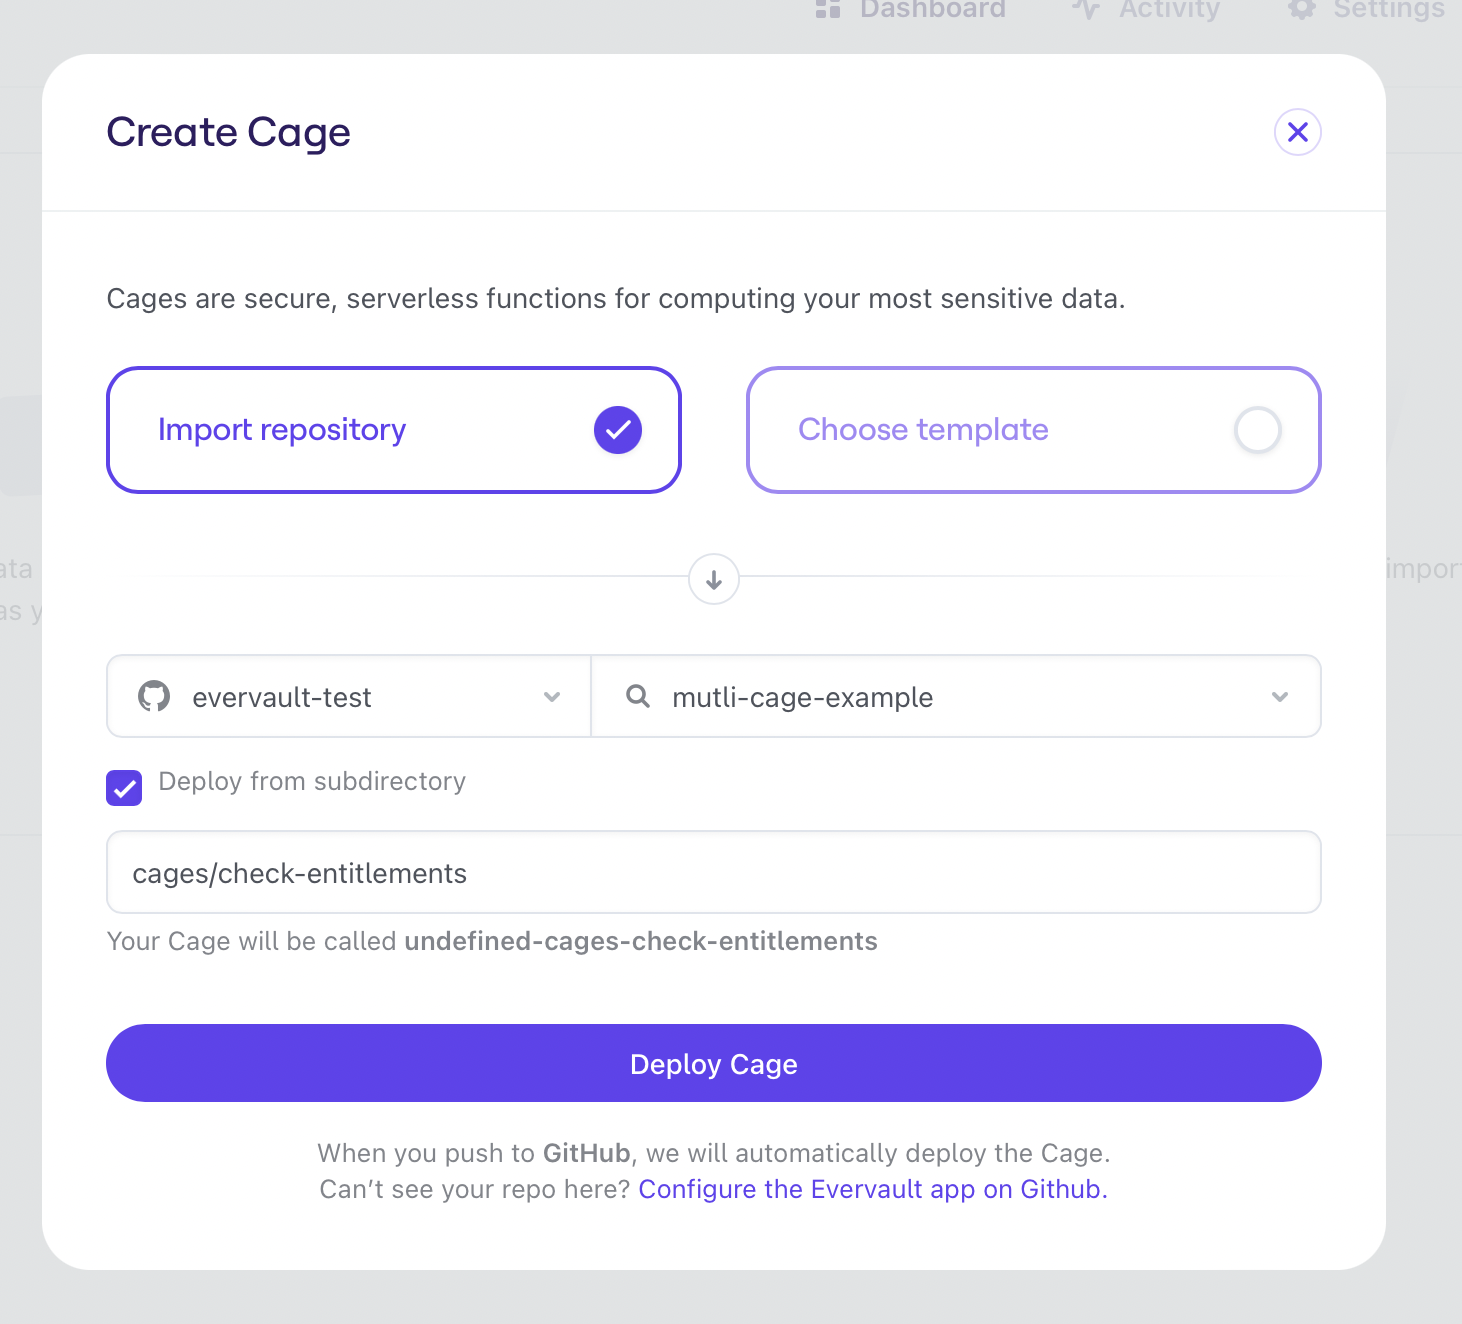 Dashboard Activity Settings
Create Cage
Cages are secure, serverless functions for computing your most sensitive data.
Import repository
Choose template
ata
as y
import
evervault-test
mutli-cage-example
Deploy from subdirectory
cages/check-entitlements
Your Cage will be called undefined-cages-check-entitlements
Deploy Cage
When you push to GitHub, we will automatically deploy the Cage.
Can’t see your repo here? Configure the Evervault app on Github.